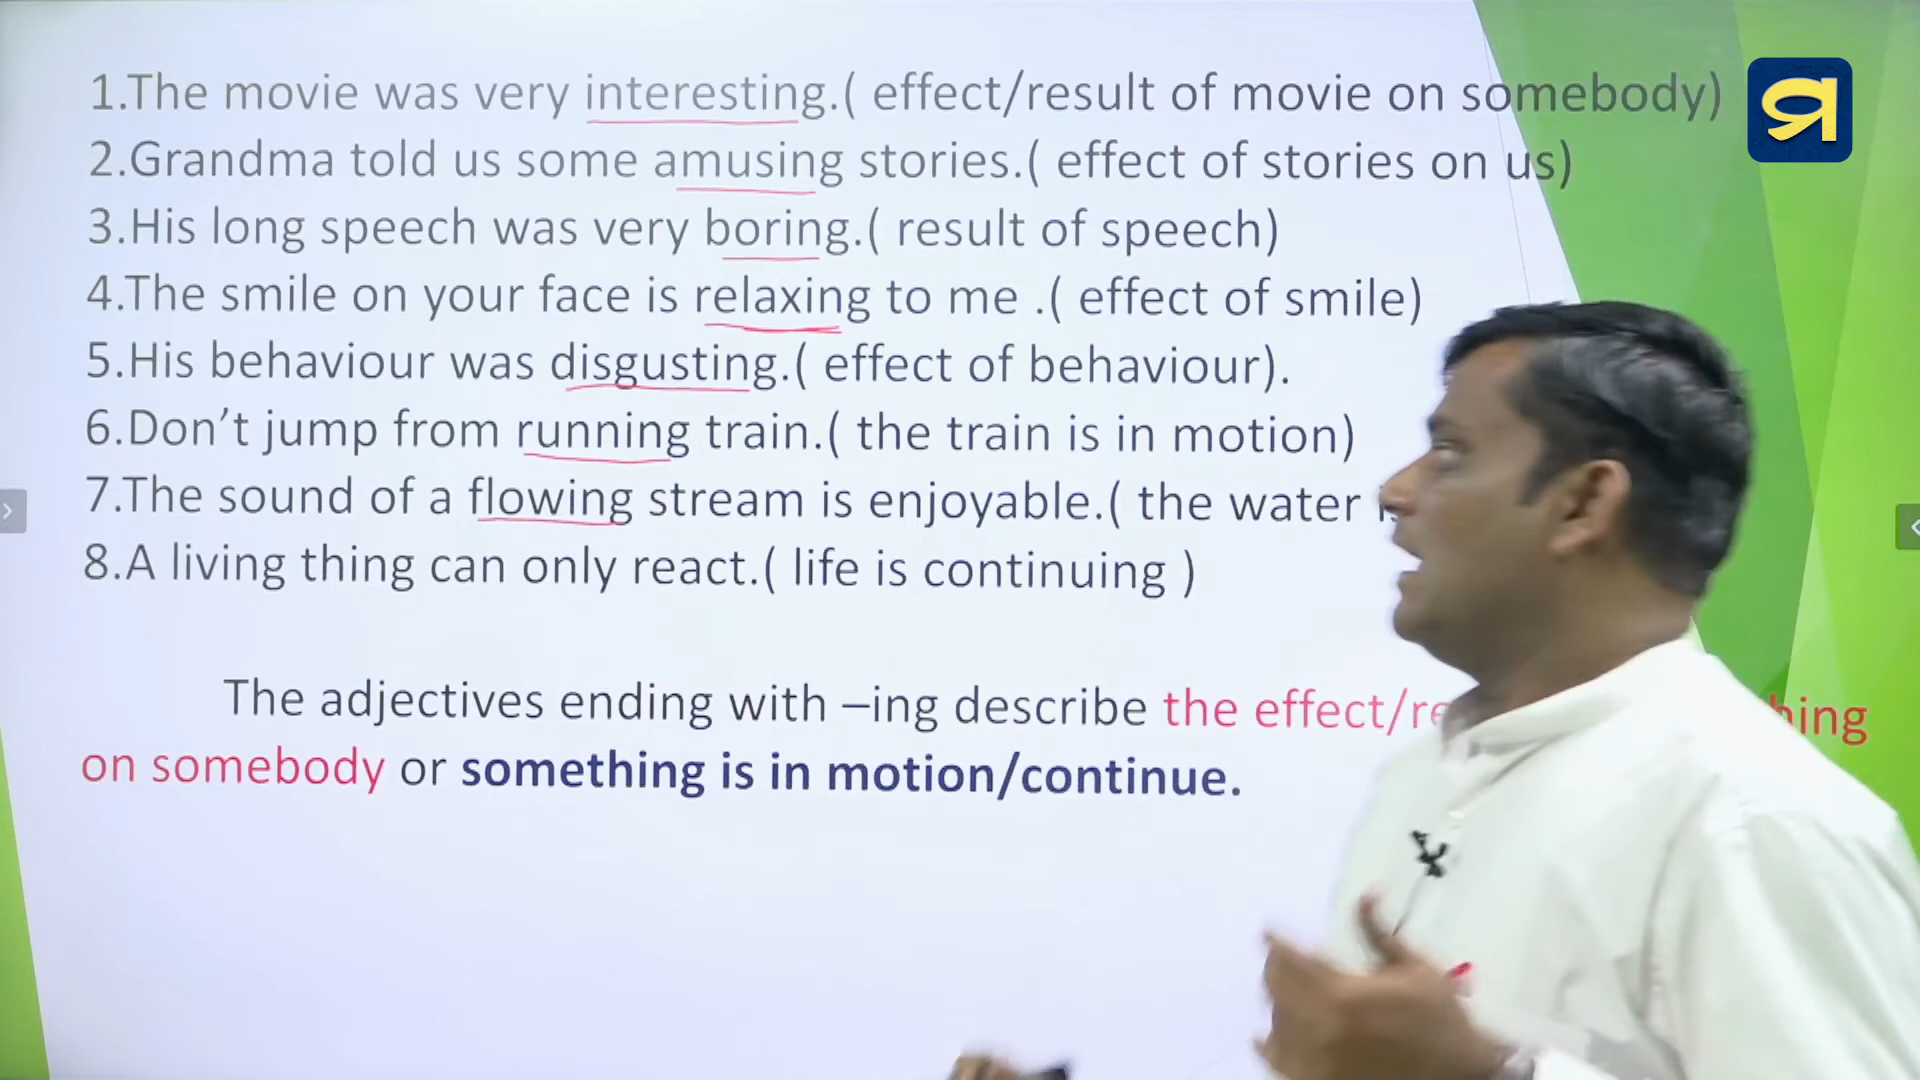 1.The movie was very interesting.( effect/result of movie on somebody)
2.Grandma told us some amusing stories.( effect of stories on us)
3.His long speech was very boring.( result of speech)
4.The smile on your face is relaxing to me .( effect of smile)
5.His behaviour was disgusting.( effect of behaviour).
6.Don’t jump from running train.( the train is in motion)
7.The sound of a flowing stream is enjoyable.( the water
8.A living thing can only react.( life is continuing )
The adjectives ending with –ing describe the effect/
on somebody or something is in motion/continue.